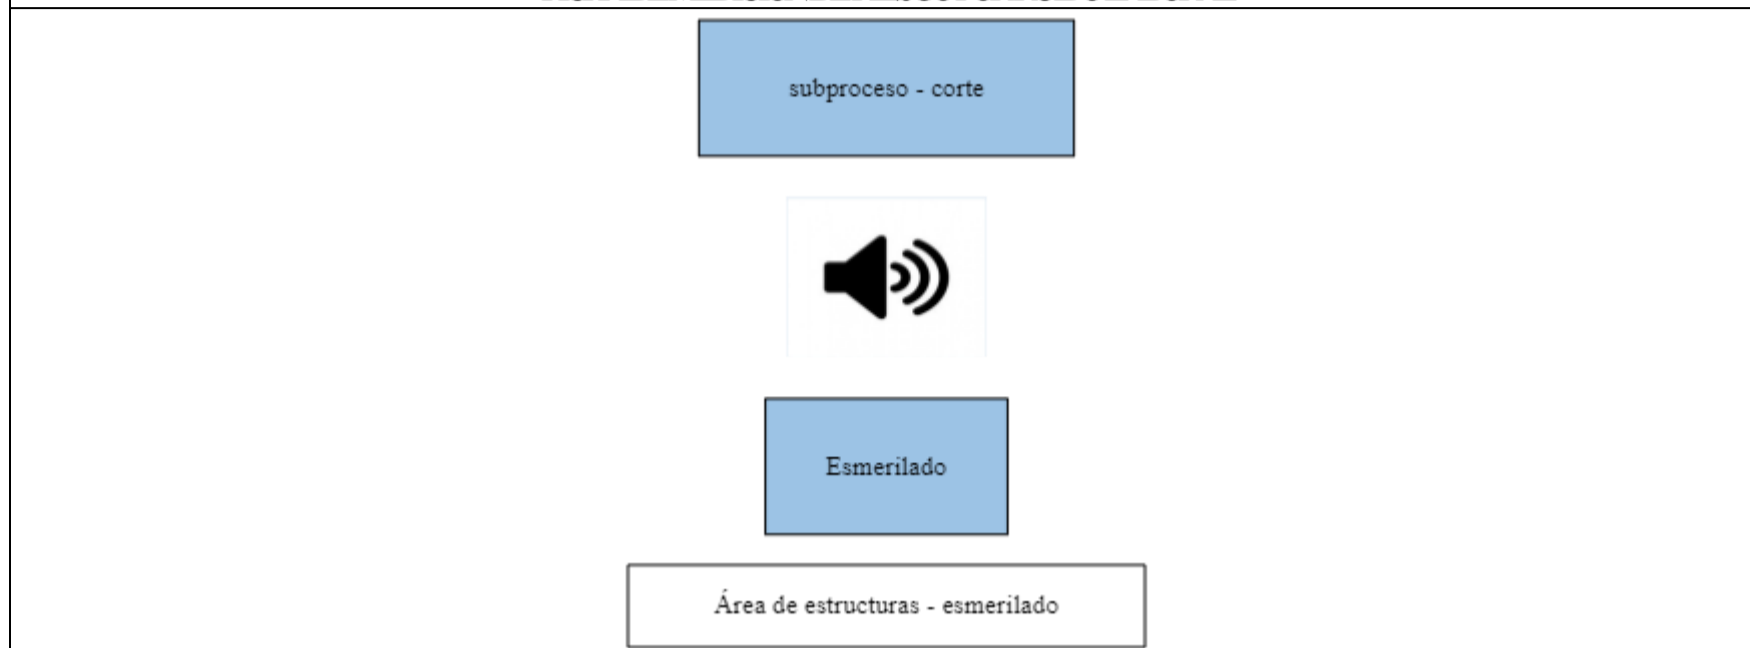 subproceso - corte
Esmerilado
Área de estructuras - esmerilado